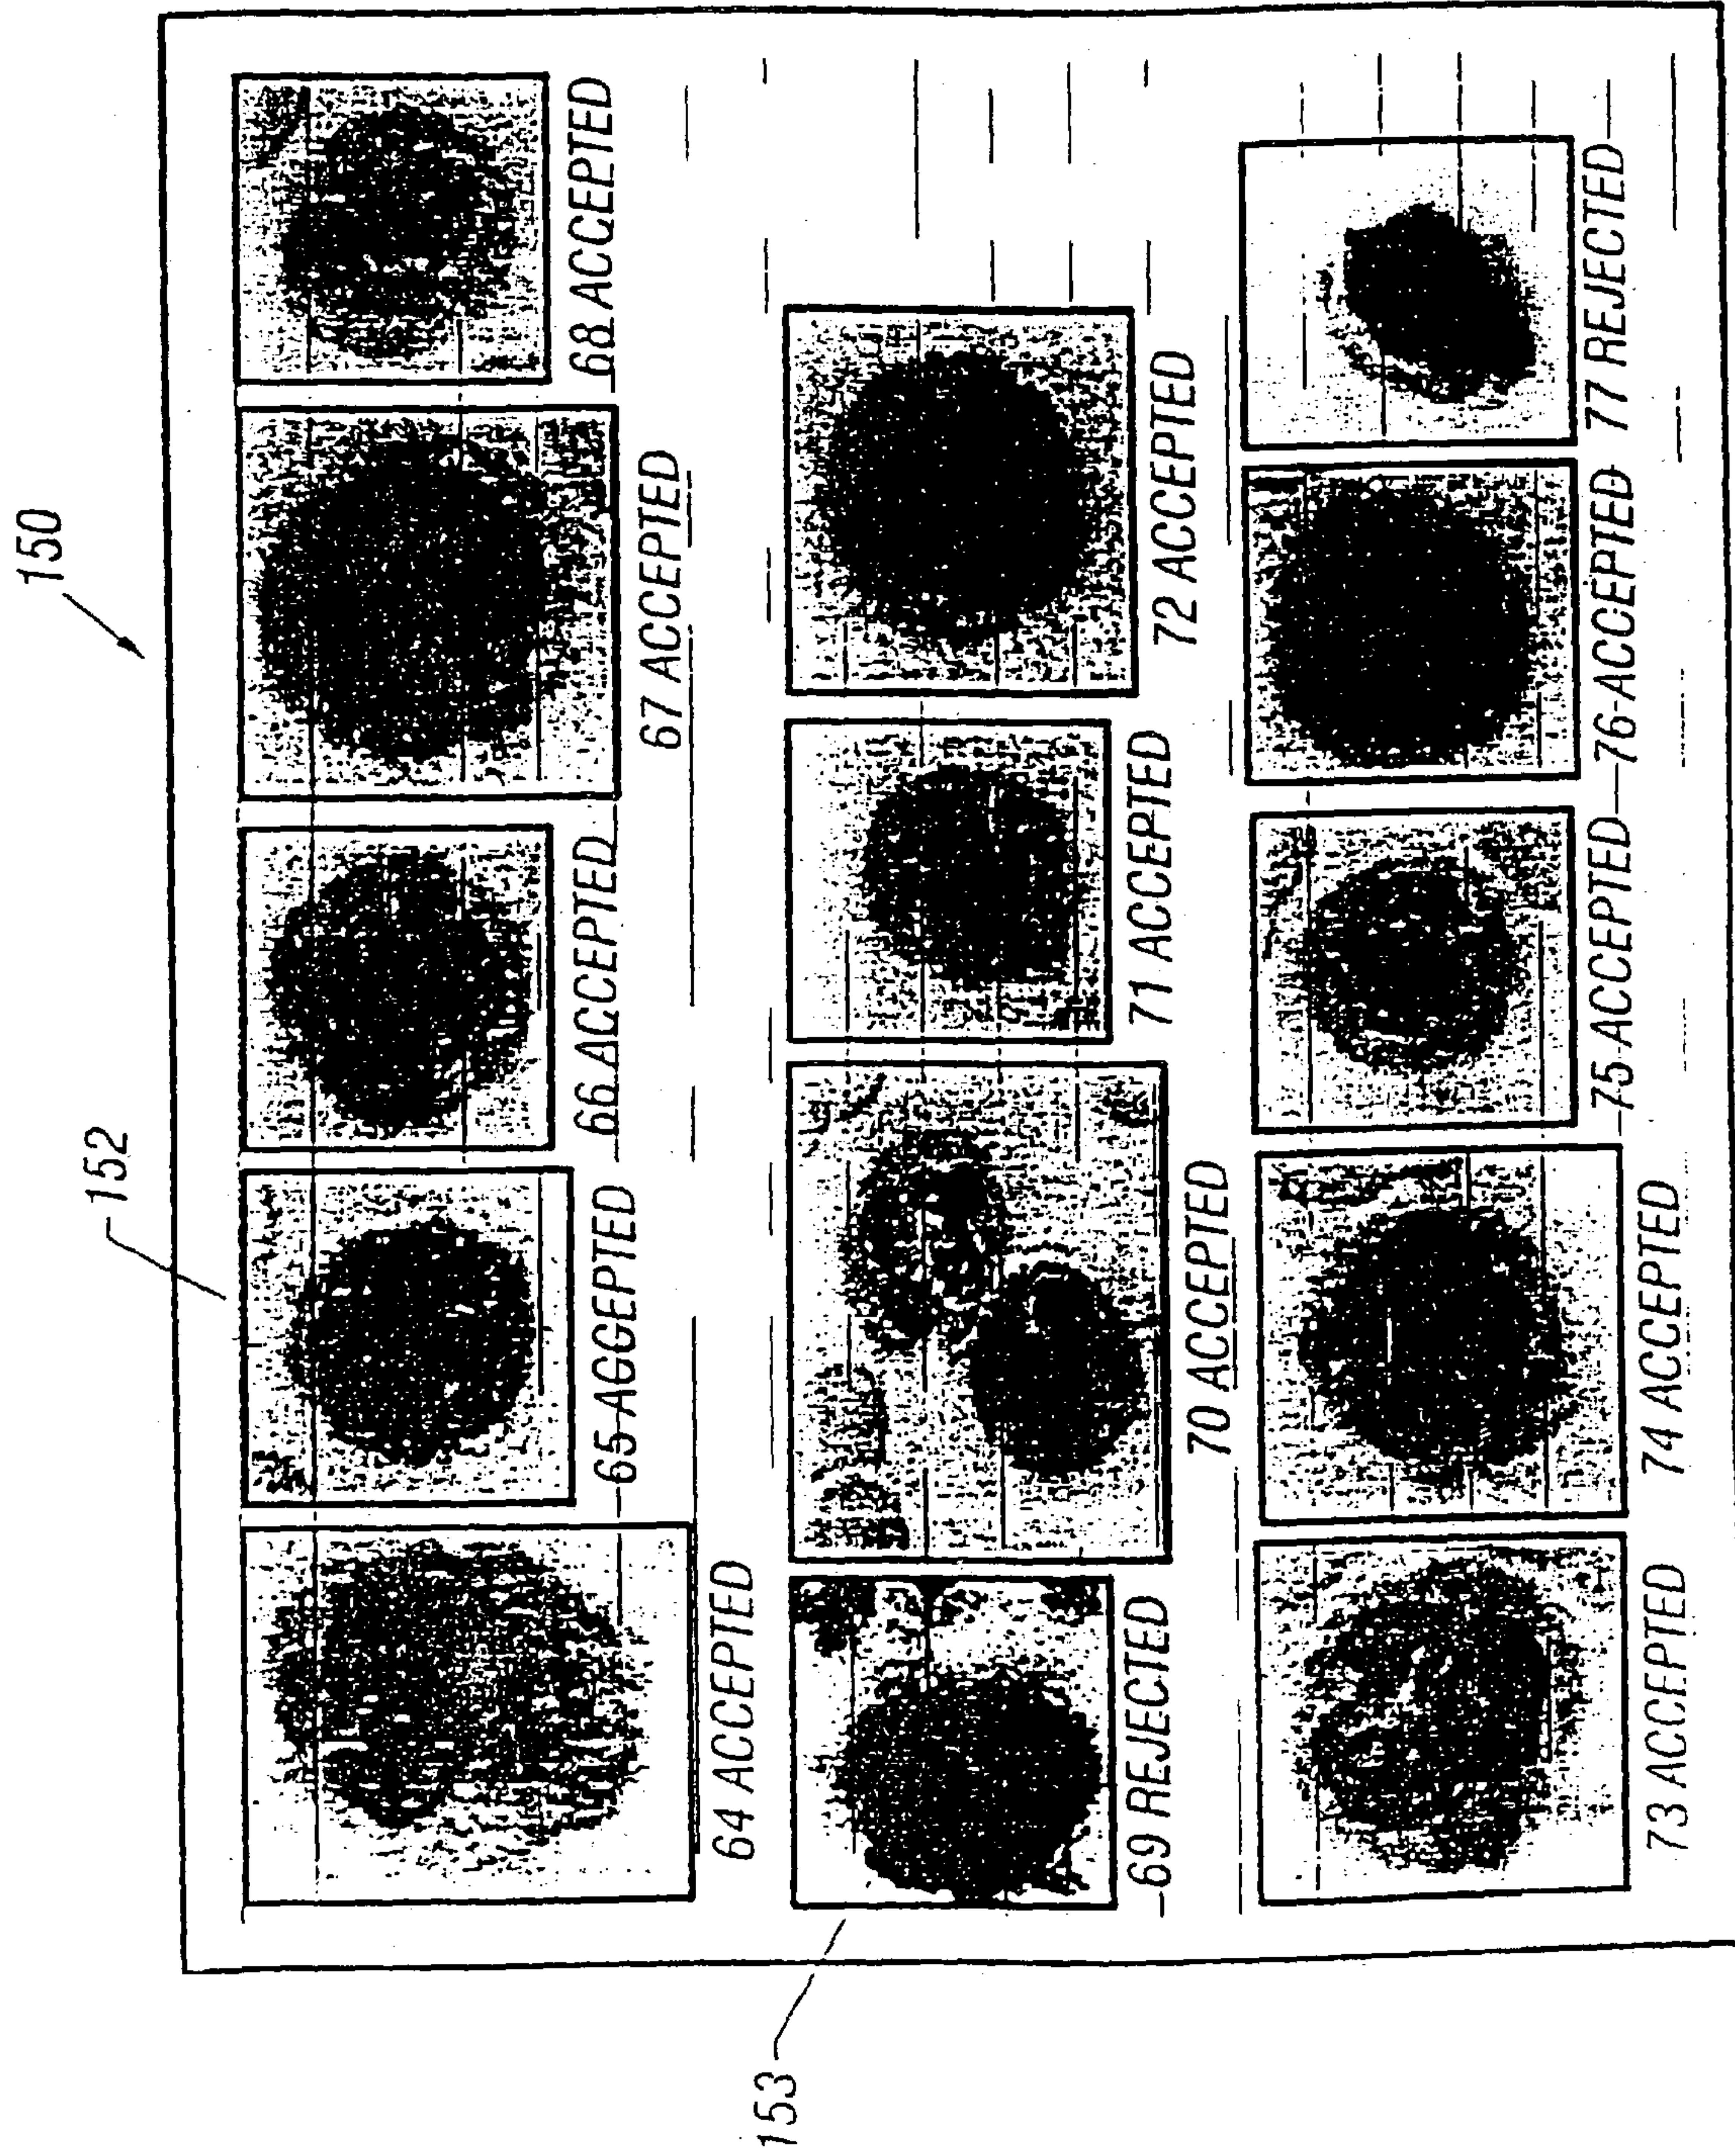 150
152
64 ACCEPTED
65 AGGEPTED
66 ACCEPTED
67 ACCEPTED
68 ACCEPTED
153
69 REJECTED
70 ACCEPTED
71 ACCEPTED
72 ACCEPTED
73 ACCEPTED
74 ACCEPTED
75 ACCEPTED
76 ACCEPTED
77 REJECTED